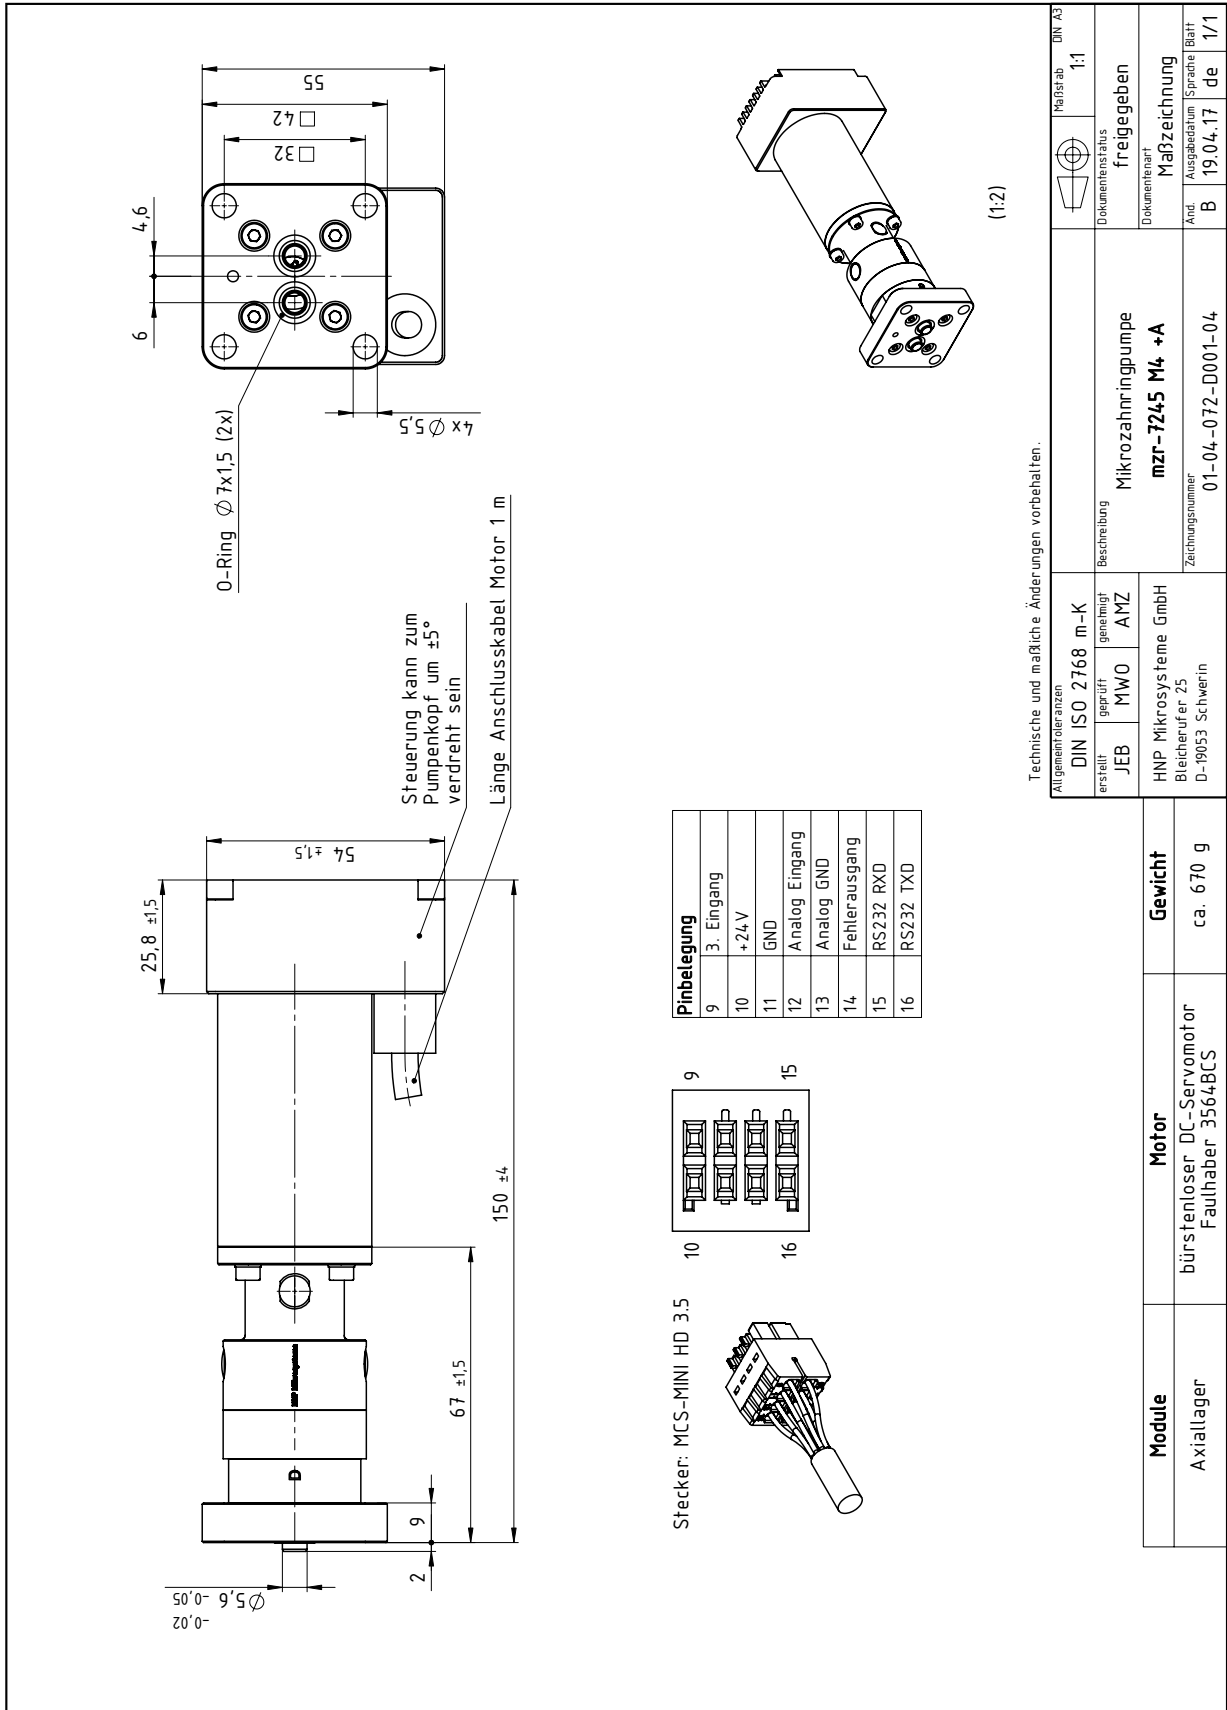 Ø5,6 -0,02 -0,05
2
9
67 ±1,5
150 ±4
25,8 ±1,5
54 ±1,5
HNP Mikrosysteme
Steuerung kann zum
Pumpenkopf um ±5°
verdreht sein
Länge Anschlusskabel Motor 1 m
O-Ring Ø 7x1,5 (2x)
6
4,6
□32
□42
55
4x Ø5,5
Stecker: MCS-MINI HD 3.5
10
9
16
15
Pinbelegung
9 3. Eingang
10 +24V
11 GND
12 Analog Eingang
13 Analog GND
14 Fehlerausgang
15 RS232 RXD
16 RS232 TXD
(1:2)
Technische und maßliche Änderungen vorbehalten.
Module
Axiallager
Motor
bürstenloser DC-Servomotor
Faulhaber 3564BCS
Gewicht
ca. 670 g
Allgemeintoleranzen
DIN ISO 2768 m-K
erstellt geprüft genehmigt
JEB MWO AMZ
HNP Mikrosysteme GmbH
Bleicherufer 25
D-19053 Schwerin
Beschreibung
Mikrozahnringpumpe
mzr-7245 M4 +A
Zeichnungsnummer
01-04-072-D001-04
Maßstab DIN A3
1:1
Dokumentenstatus
freigegeben
Dokumentenart
Maßzeichnung
Änd. Ausgabedatum Sprache Blatt
B 19.04.17 de 1/1